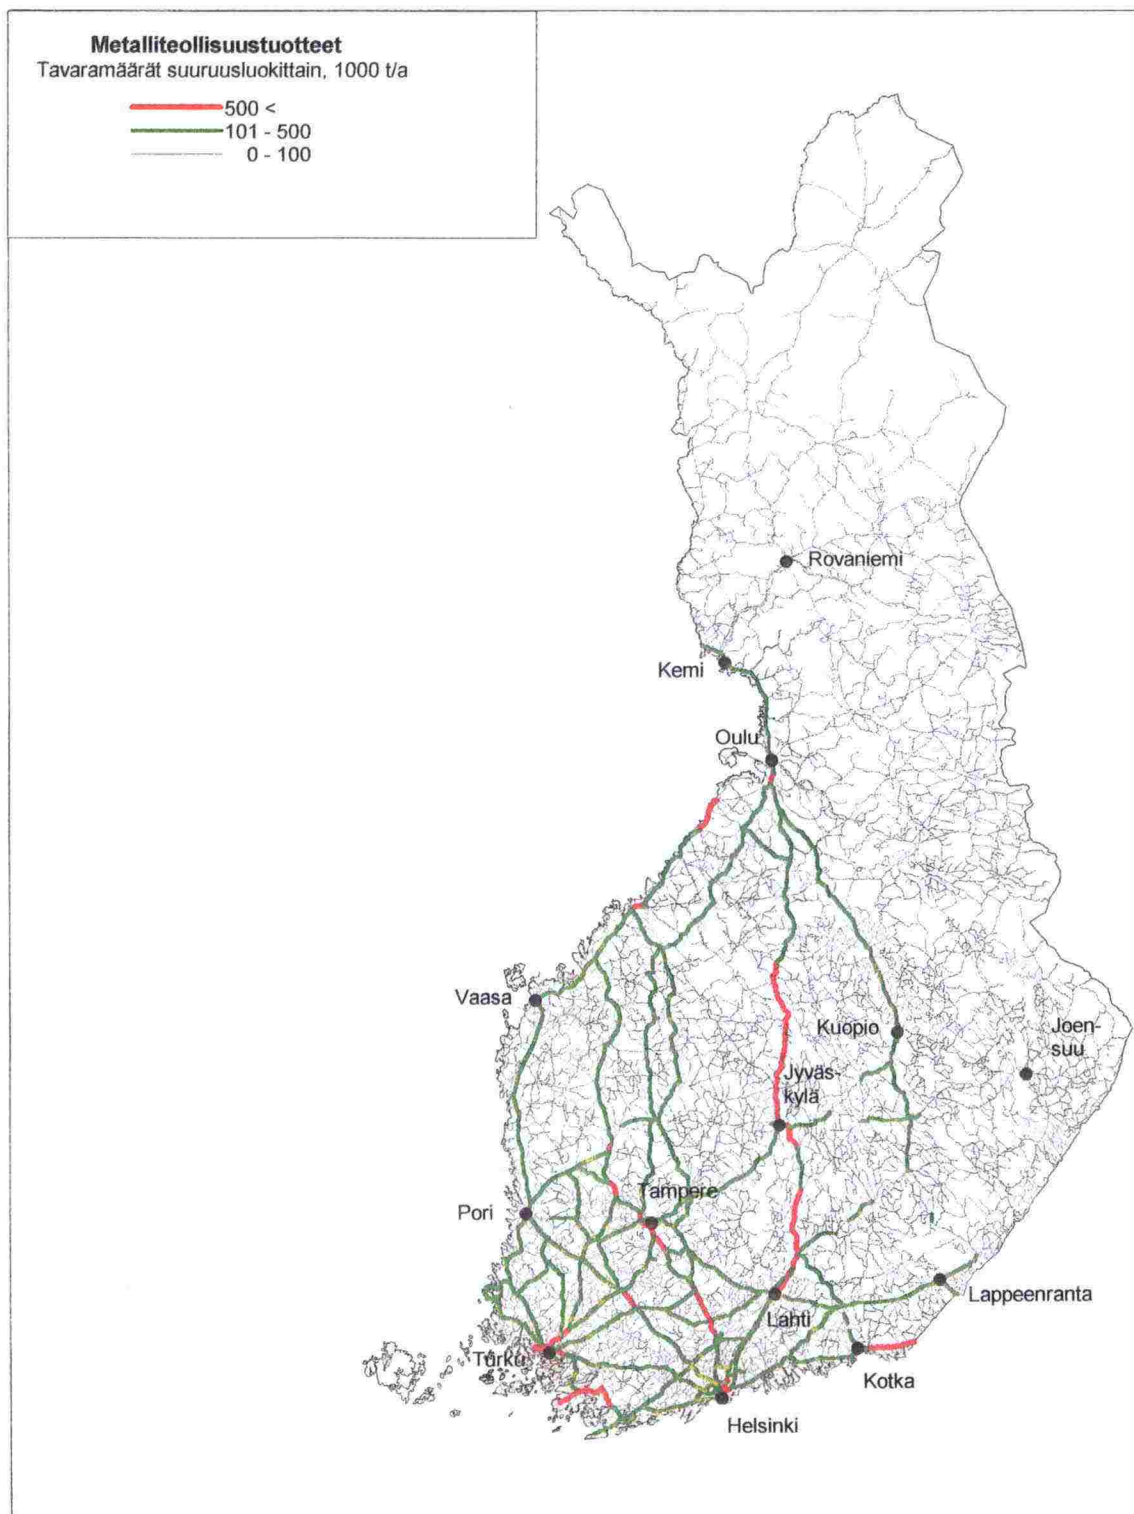 Metalliteollisuustuotteet
Tavaramäärät suuruusluokittain, 1000 t/a
500 <
101 - 500
0 - 100
Rovaniemi
Kemi
Oulu
Vaasa
Kuopio
Joen-
suu
Jyväs-
kylä
Tampere
Pori
Lappeenranta
Lahti
Turku
Kotka
Helsinki